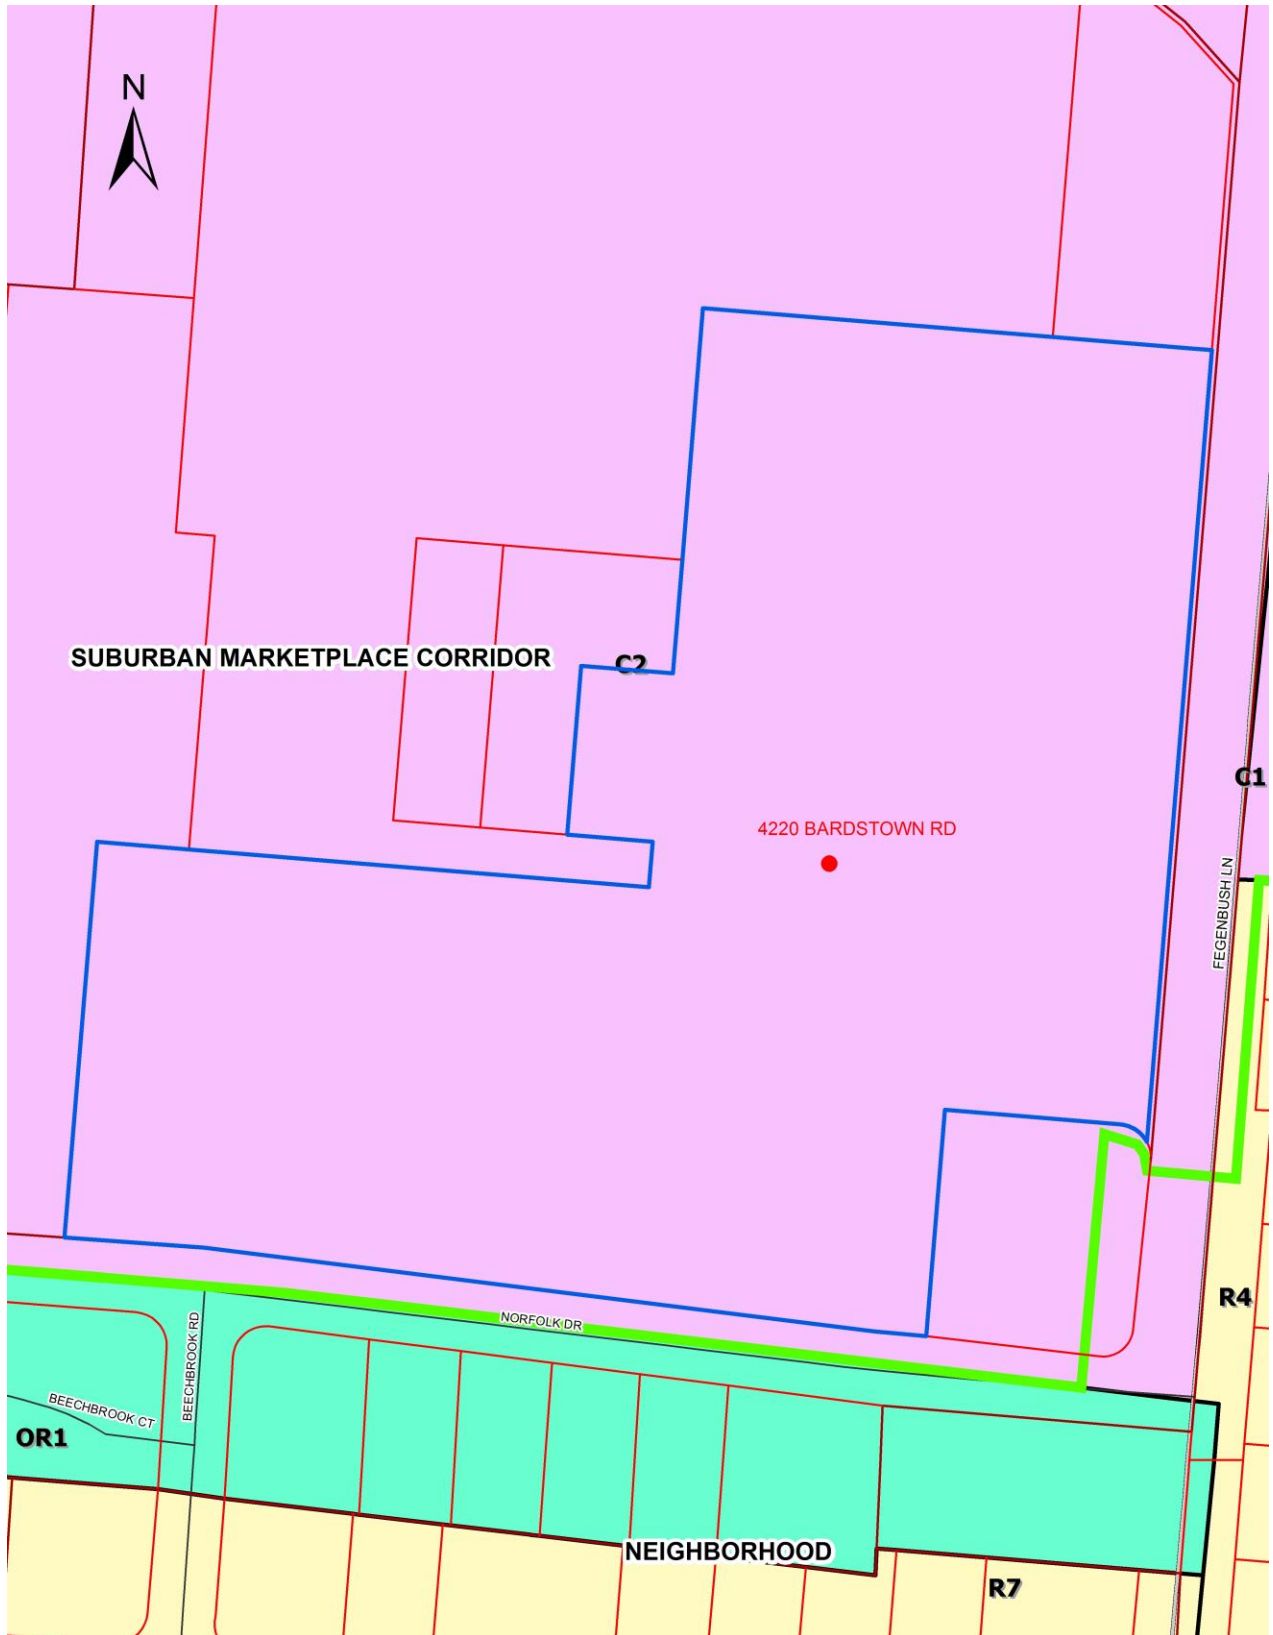 N
SUBURBAN MARKETPLACE CORRIDOR
C2
C1
4220 BARDSTOWN RD
FEGENBUSH LN
R4
NORFOLK DR
BEECHBROOK RD
BEECHBROOK CT
OR1
NEIGHBORHOOD
R7